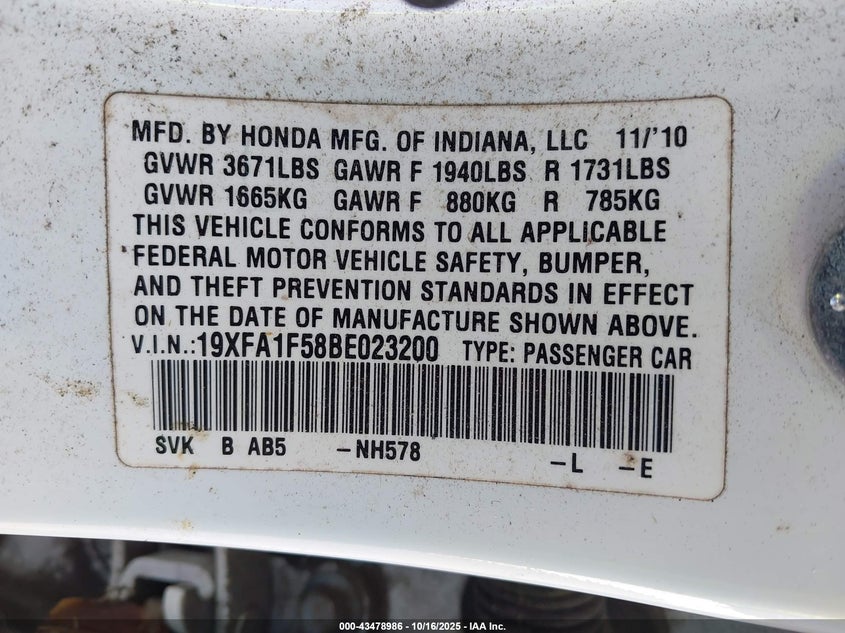 MFD. BY HONDA MFG. OF INDIANA, LLC 11/'10
GVWR 3671LBS GAWR F 1940LBS R 1731LBS
GVWR 1665KG GAWR F 880KG R 785KG
THIS VEHICLE CONFORMS TO ALL APPLICABLE
FEDERAL MOTOR VEHICLE SAFETY, BUMPER,
AND THEFT PREVENTION STANDARDS IN EFFECT
ON THE DATE OF MANUFACTURE SHOWN ABOVE.
V.I.N.:19XFA1F58BE023200 TYPE: PASSENGER CAR
SVK B AB5 -NH578 -L -E
000-43478986 | 10/16/2025 - IAA Inc.